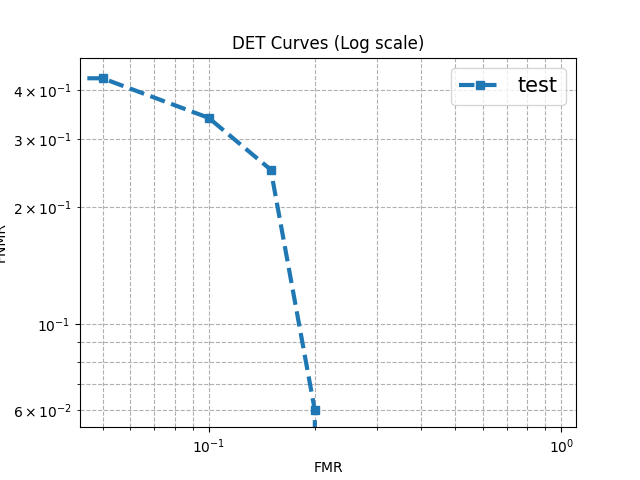 DET Curves (Log scale)
test
4 × 10⁻¹
3 × 10⁻¹
2 × 10⁻¹
10⁻¹
6 × 10⁻²
FNMR
10⁻¹
10⁰
FMR